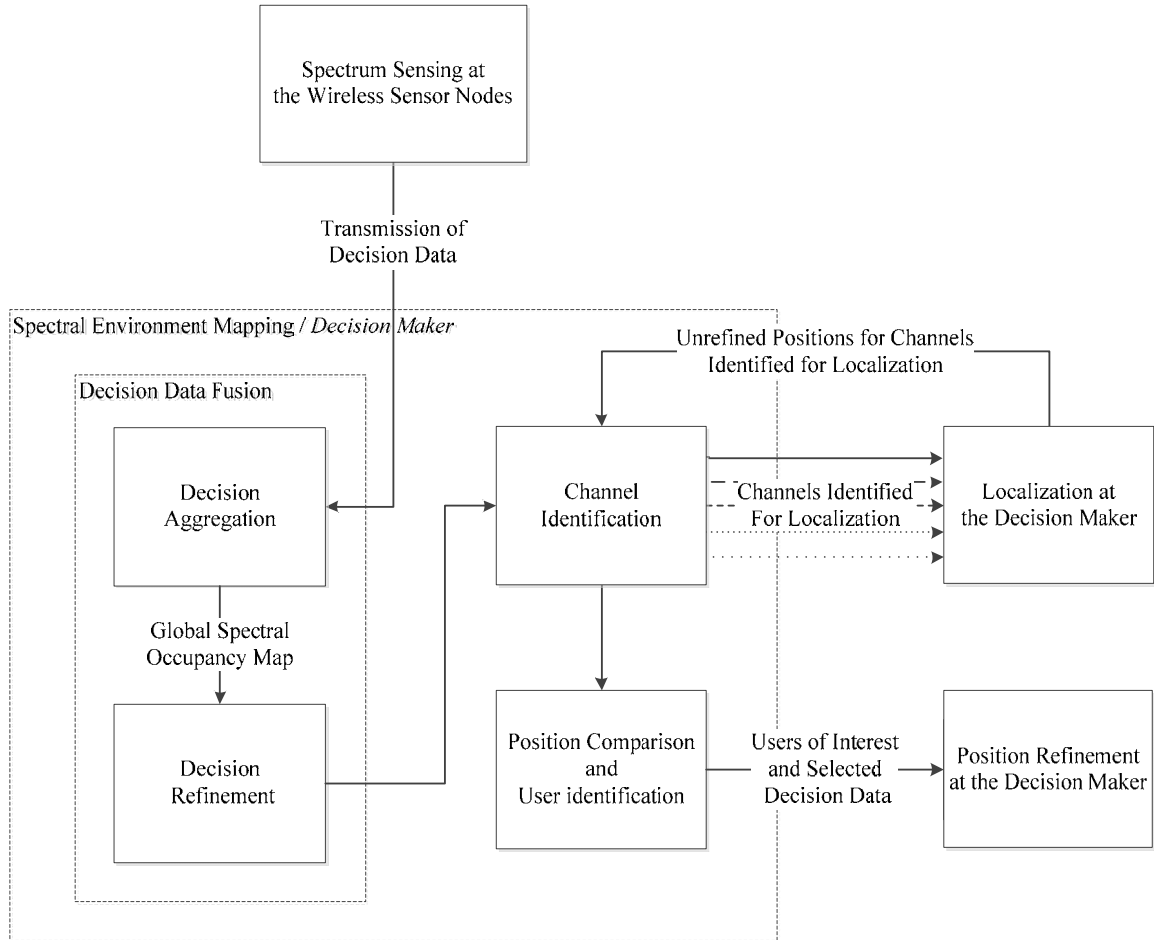 Spectrum Sensing at
the Wireless Sensor Nodes
Transmission of
Decision Data
Spectral Environment Mapping / Decision Maker
Unrefined Positions for Channels
Identified for Localization
Decision Data Fusion
Decision
Aggregation
Channel
Identification
Channels Identified
For Localization
Localization at
the Decision Maker
Global Spectral
Occupancy Map
Decision
Refinement
Position Comparison
and
User identification
Users of Interest
and Selected
Decision Data
Position Refinement
at the Decision Maker